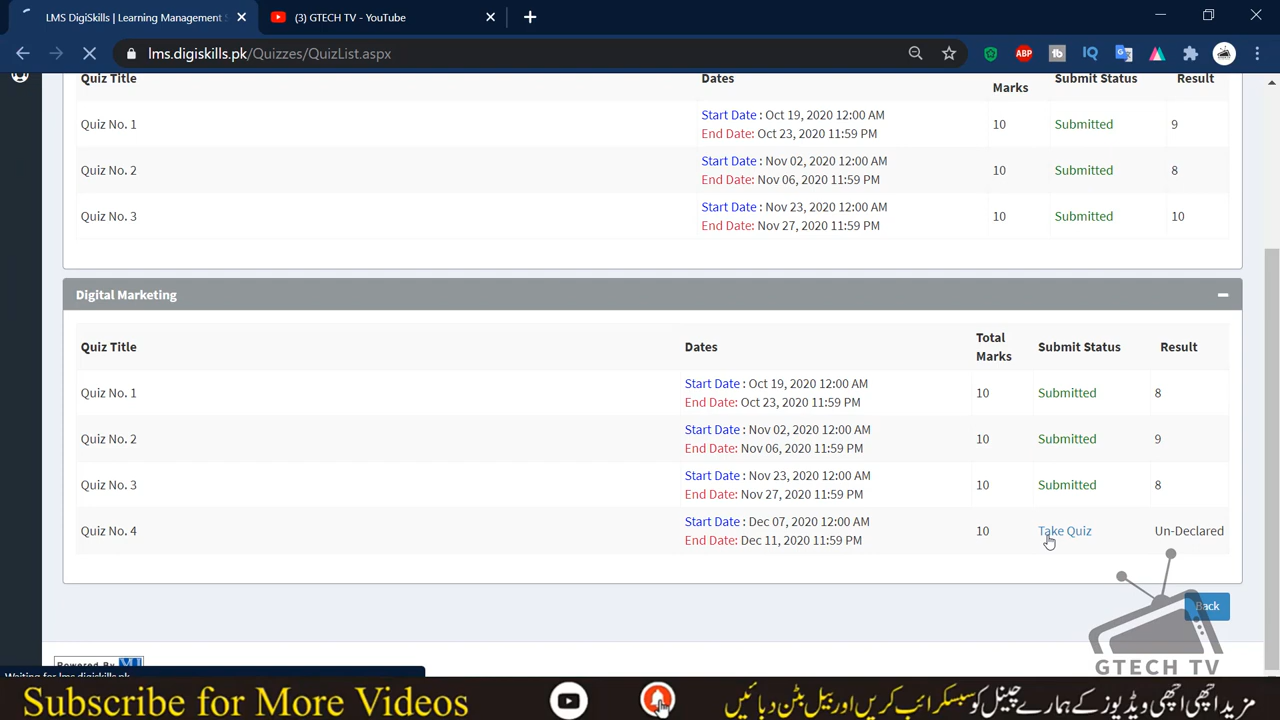 LMS DigiSkills | Learning Management S
(3) GTECH TV - YouTube
lms.digiskills.pk/Quizzes/QuizList.aspx
Quiz Title Dates Marks Submit Status Result
Quiz No. 1 Start Date : Oct 19, 2020 12:00 AM 10 Submitted 9
End Date: Oct 23, 2020 11:59 PM
Quiz No. 2 Start Date : Nov 02, 2020 12:00 AM 10 Submitted 8
End Date: Nov 06, 2020 11:59 PM
Quiz No. 3 Start Date : Nov 23, 2020 12:00 AM 10 Submitted 10
End Date: Nov 27, 2020 11:59 PM
Digital Marketing
Quiz Title Dates Total Marks Submit Status Result
Quiz No. 1 Start Date : Oct 19, 2020 12:00 AM 10 Submitted 8
End Date: Oct 23, 2020 11:59 PM
Quiz No. 2 Start Date : Nov 02, 2020 12:00 AM 10 Submitted 9
End Date: Nov 06, 2020 11:59 PM
Quiz No. 3 Start Date : Nov 23, 2020 12:00 AM 10 Submitted 8
End Date: Nov 27, 2020 11:59 PM
Quiz No. 4 Start Date : Dec 07, 2020 12:00 AM 10 Take Quiz Un-Declared
End Date: Dec 11, 2020 11:59 PM
Back
Powered By VU
Waiting for lms.digiskills.pk
GTECH TV
Subscribe for More Videos
مزید اچھی اچھی ویڈیوز کے ہمارے چینل کو سبسکرائب کریں اور بیل بٹن دبائیں